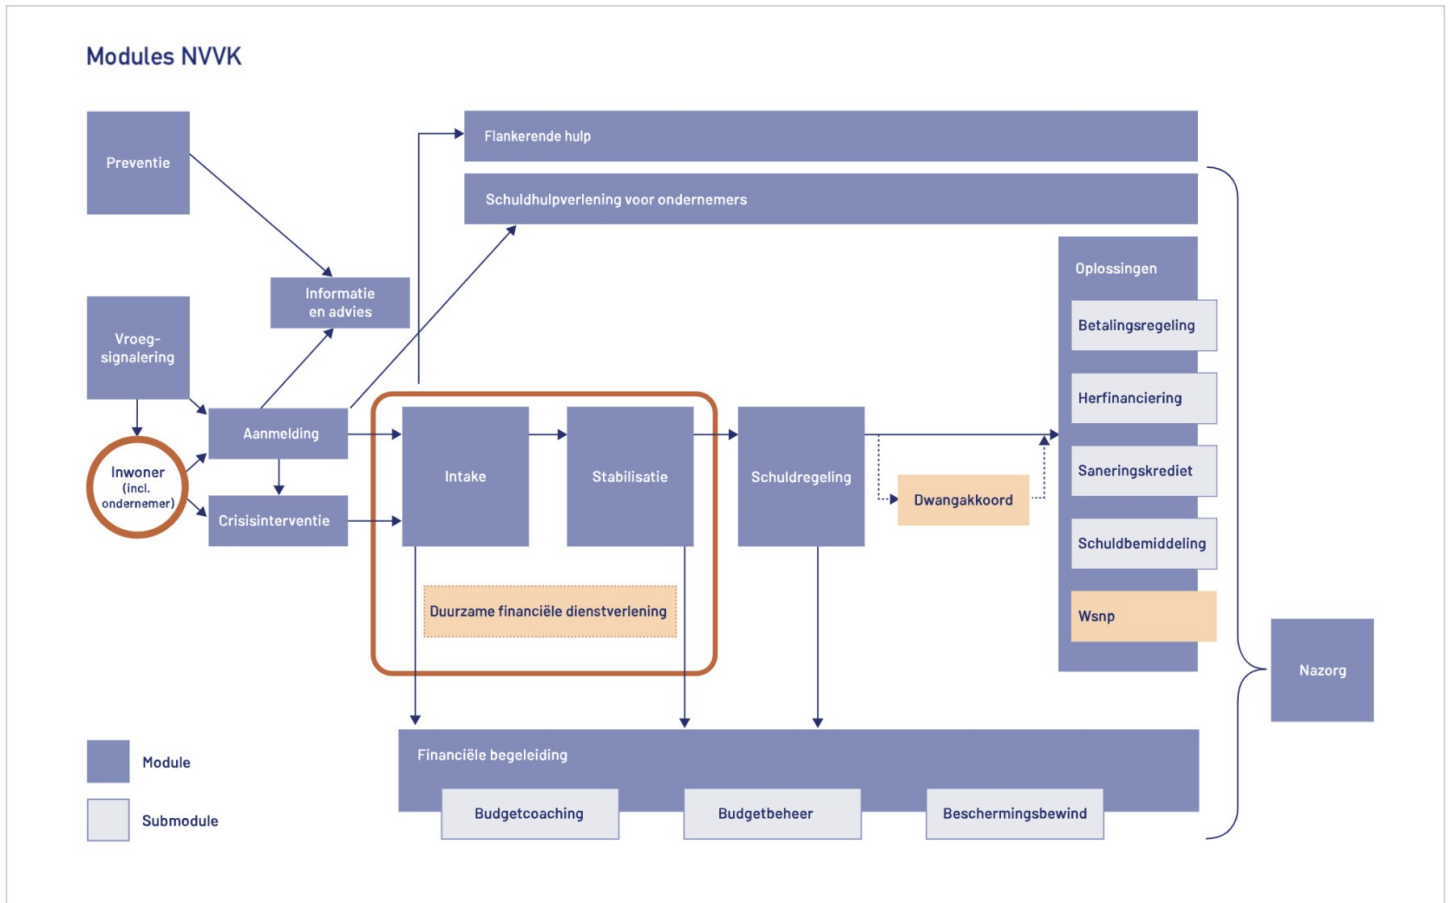 Modules NVVK
Preventie
Flankerende hulp
Schuldhulpverlening voor ondernemers
Informatie
en advies
Vroeg-
signalering
Inwoner
(incl.
ondernemer)
Aanmelding
Crisisinterventie
Intake
Stabilisatie
Duurzame financiële dienstverlening
Schuldregeling
Dwangakkoord
Oplossingen
Betalingsregeling
Herfinanciering
Saneringskrediet
Schuldbemiddeling
Wsnp
Nazorg
Financiële begeleiding
Budgetcoaching
Budgetbeheer
Beschermingsbewind
Module
Submodule